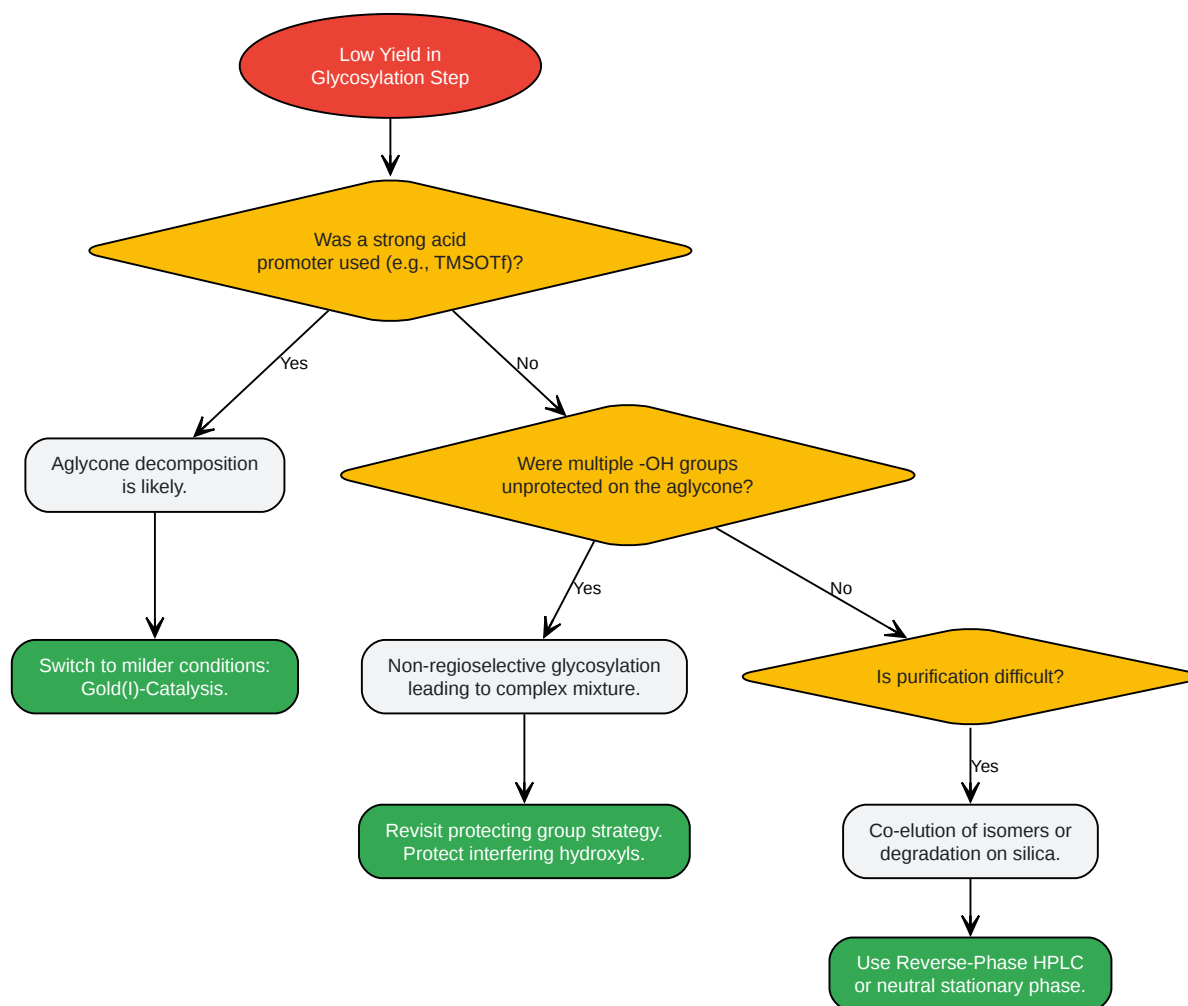 Low Yield in
Glycosylation Step
Was a strong acid
promoter used (e.g., TMSOTf)?
Yes
No
Aglycone decomposition
is likely.
Were multiple -OH groups
unprotected on the aglycone?
Yes
No
Switch to milder conditions:
Gold(I)-Catalysis.
Non-regioselective glycosylation
leading to complex mixture.
Is purification difficult?
Yes
Revisit protecting group strategy.
Protect interfering hydroxyls.
Co-elution of isomers or
degradation on silica.
Use Reverse-Phase HPLC
or neutral stationary phase.